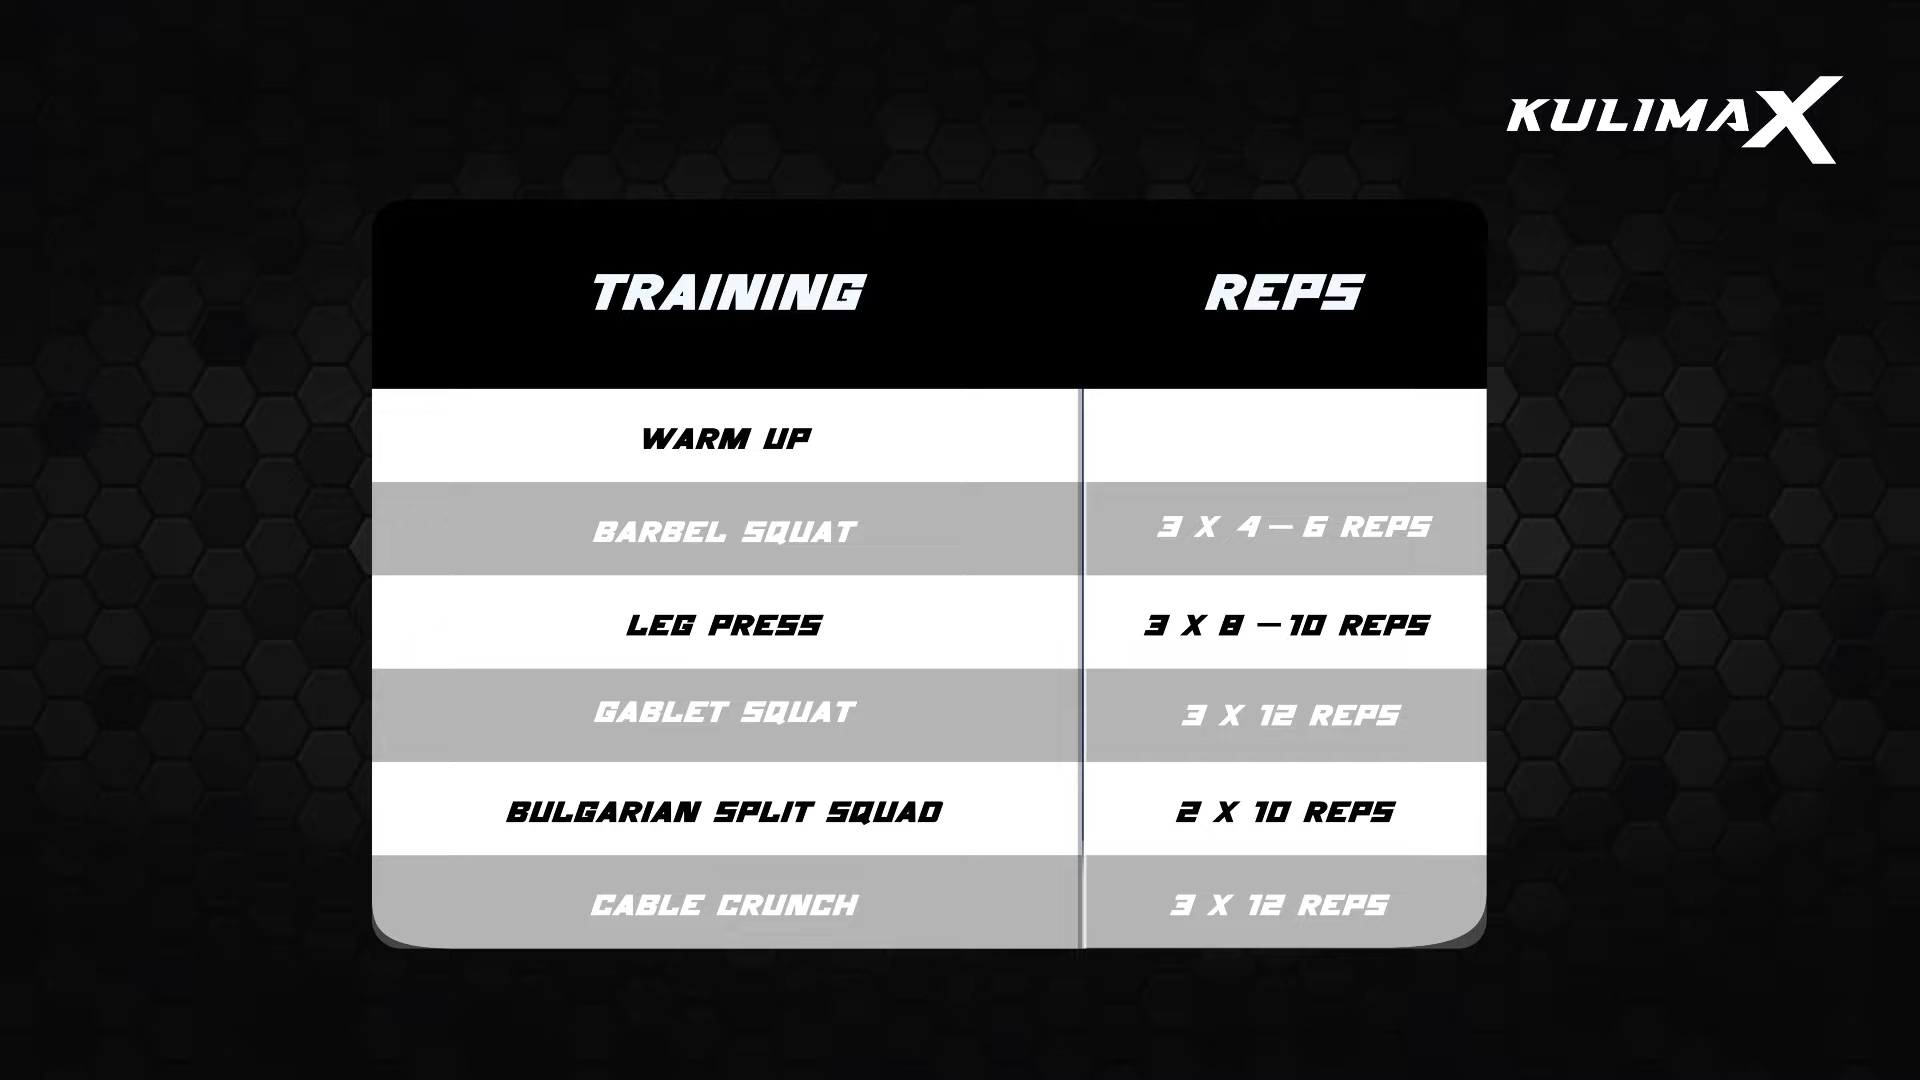 KULIMAX
TRAINING REPS
WARM UP
BARBEL SQUAT 3 X 4 – 6 REPS
LEG PRESS 3 X 8 – 10 REPS
GABLET SQUAT 3 X 12 REPS
BULGARIAN SPLIT SQUAD 2 X 10 REPS
CABLE CRUNCH 3 X 12 REPS